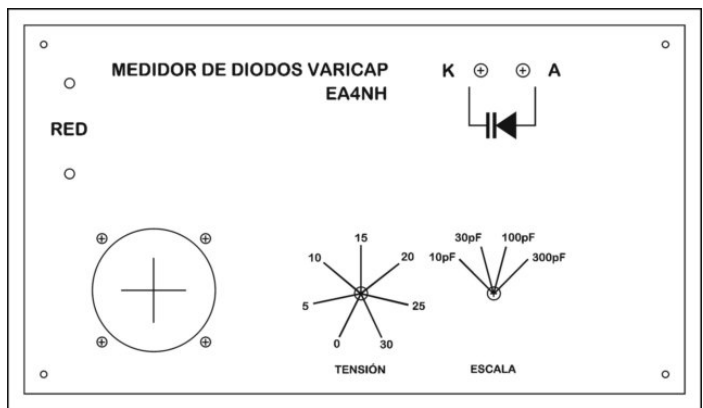 MEDIDOR DE DIODOS VARICAP
EA4NH
K A
RED
15
10 20
5 25
0 30
TENSIÓN
30pF 100pF
10pF 300pF
ESCALA